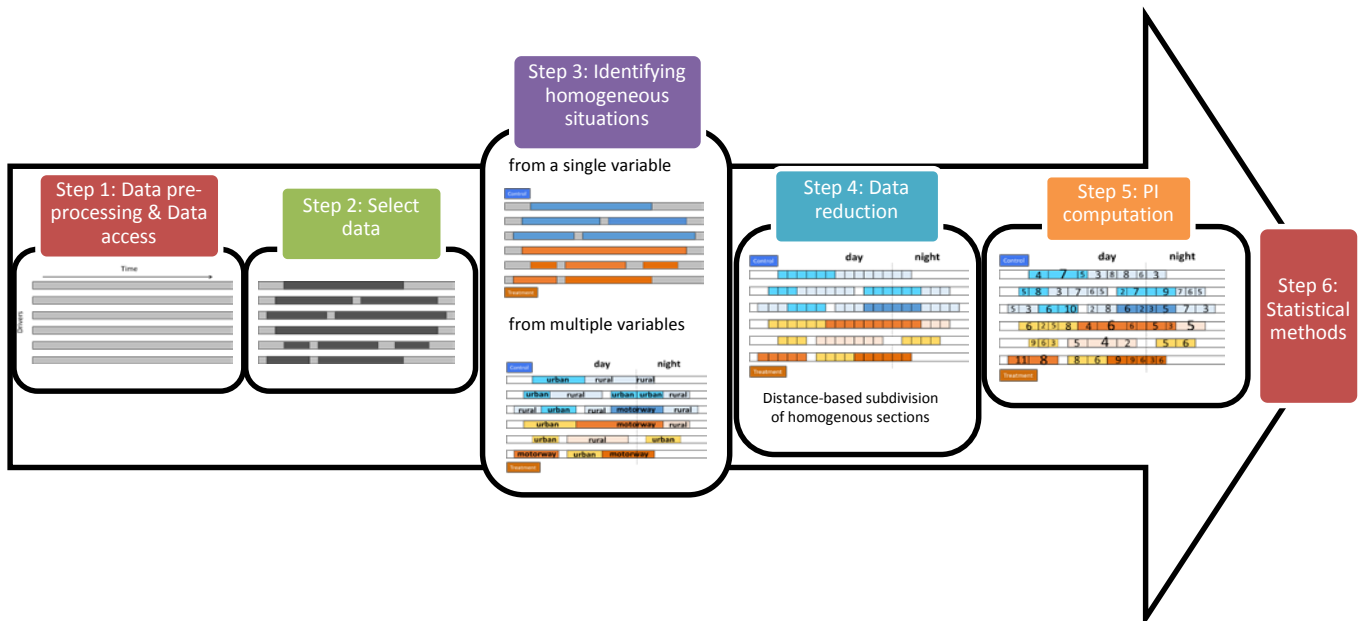 Step 1: Data pre-
processing & Data
access
Time
Drivers
Step 2: Select
data
Step 3: Identifying
homogeneous
situations
from a single variable
Control
Treatment
from multiple variables
day night
Control
urban rural rural
urban rural urban urban rural
rural urban rural motorway rural
urban motorway rural
urban rural urban
motorway urban motorway
Treatment
Step 4: Data
reduction
day night
Control
Treatment
Distance-based subdivision
of homogenous sections
Step 5: PI
computation
day night
Control
4 7 5 3 8 8 6 3
5 8 3 7 6 5 2 7 9 7 6 5
5 3 6 10 2 8 6 2 3 5 7 3
6 2 5 8 4 6 6 5 3 5
9 6 3 5 4 2 5 6
11 8 8 6 9 9 6 3 6
Treatment
Step 6:
Statistical
methods